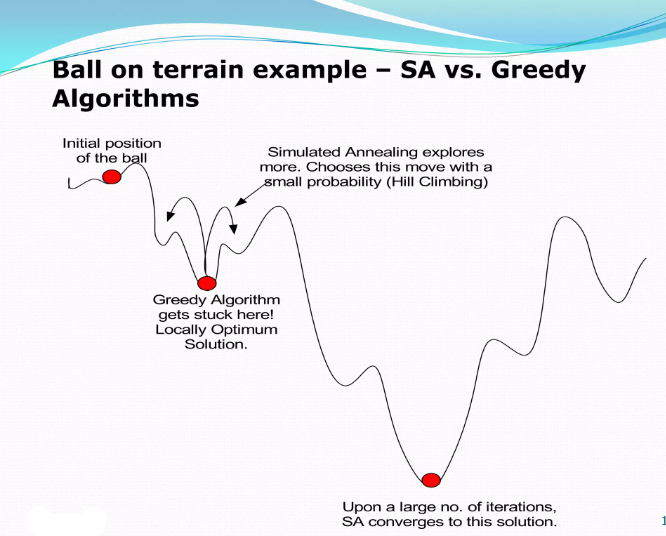 Ball on terrain example – SA vs. Greedy
Algorithms
Initial position
of the ball
Simulated Annealing explores
more. Chooses this move with a
small probability (Hill Climbing)
Greedy Algorithm
gets stuck here!
Locally Optimum
Solution.
Upon a large no. of iterations,
SA converges to this solution.
1